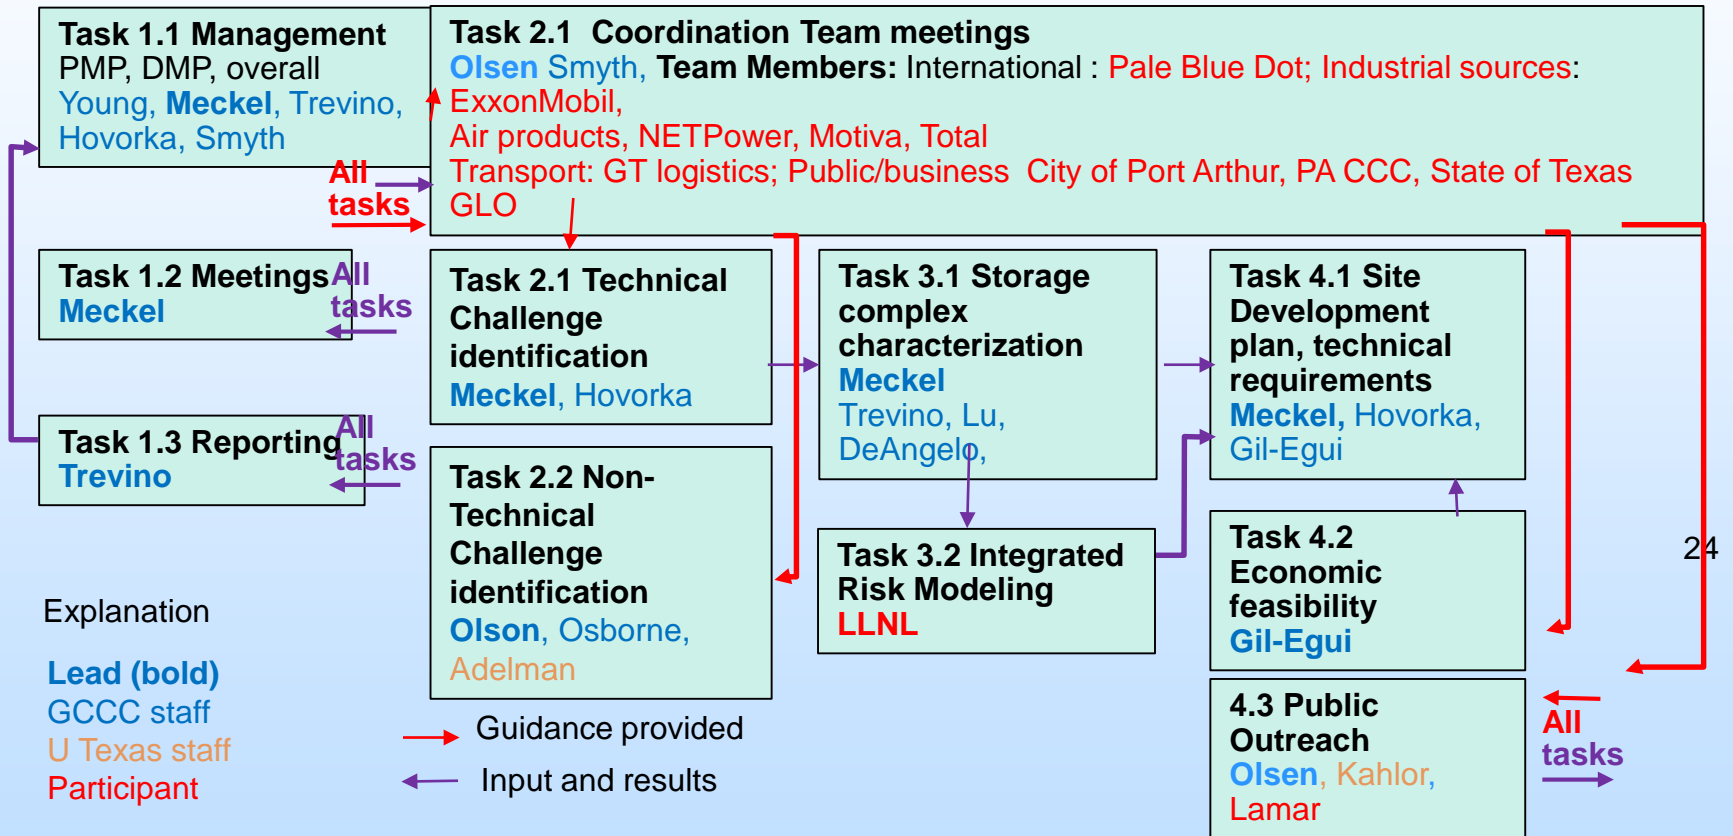 Task 1.1 Management
PMP, DMP, overall
Young, Meckel, Trevino,
Hovorka, Smyth
Task 2.1  Coordination Team meetings
Olsen Smyth, Team Members: International : Pale Blue Dot; Industrial sources:
ExxonMobil,
Air products, NETPower, Motiva, Total
Transport: GT logistics; Public/business  City of Port Arthur, PA CCC, State of Texas
GLO
All
tasks
Task 1.2 Meetings
Meckel
All
tasks
Task 1.3 Reporting
Trevino
All
tasks
Task 2.1 Technical
Challenge
identification
Meckel, Hovorka
Task 2.2 Non-
Technical
Challenge
identification
Olson, Osborne,
Adelman
Task 3.1 Storage
complex
characterization
Meckel
Trevino, Lu,
DeAngelo,
Task 3.2 Integrated
Risk Modeling
LLNL
Task 4.1 Site
Development
plan, technical
requirements
Meckel, Hovorka,
Gil-Egui
Task 4.2
Economic
feasibility
Gil-Egui
4.3 Public
Outreach
Olsen, Kahlor,
Lamar
All
tasks
24
Explanation
Lead (bold)
GCCC staff
U Texas staff
Participant
Guidance provided
Input and results